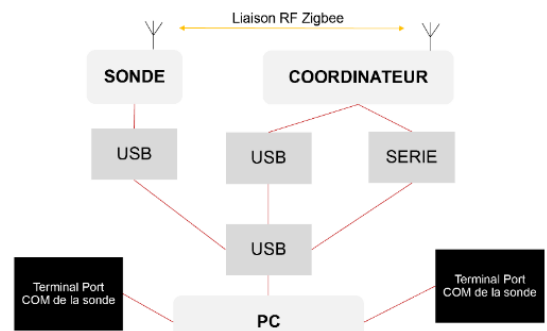 Liaison RF Zigbee
SONDE
COORDINATEUR
USB
USB
SERIE
USB
Terminal Port
COM de la sonde
Terminal Port
COM de la sonde
PC